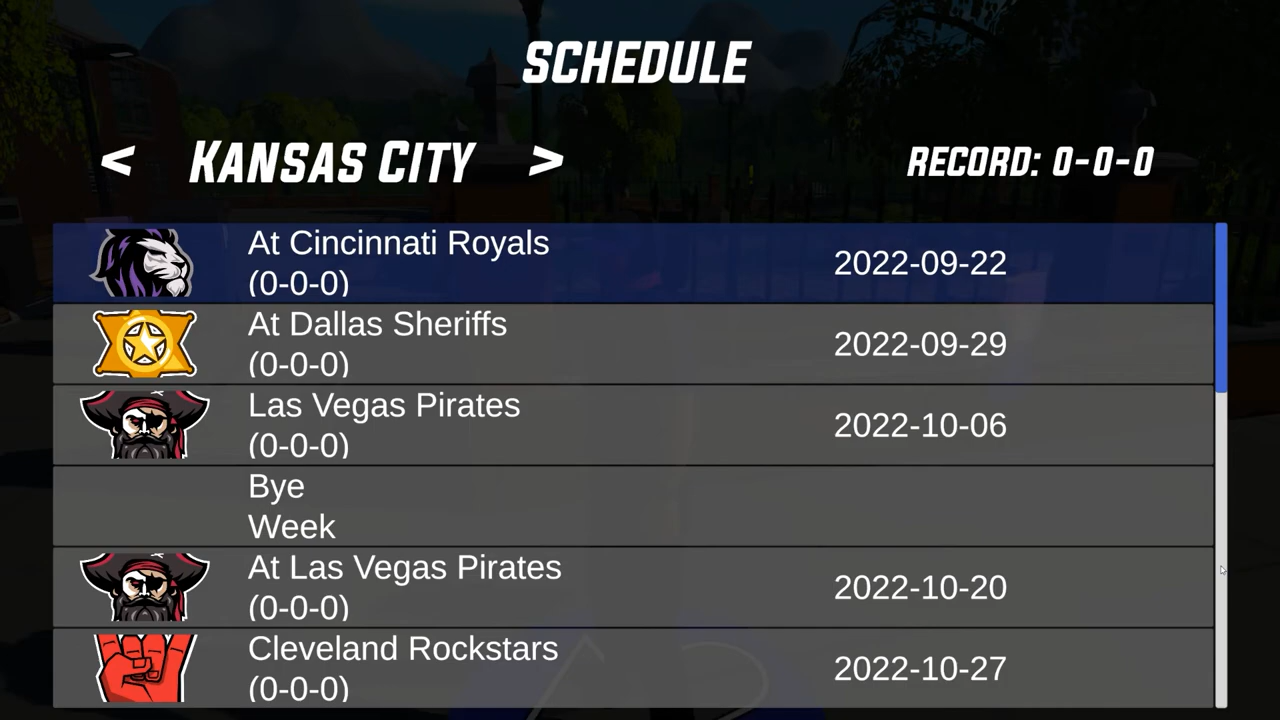 SCHEDULE
< KANSAS CITY >
RECORD: 0-0-0
At Cincinnati Royals
(0-0-0)
2022-09-22
At Dallas Sheriffs
(0-0-0)
2022-09-29
Las Vegas Pirates
(0-0-0)
2022-10-06
Bye
Week
At Las Vegas Pirates
(0-0-0)
2022-10-20
Cleveland Rockstars
(0-0-0)
2022-10-27